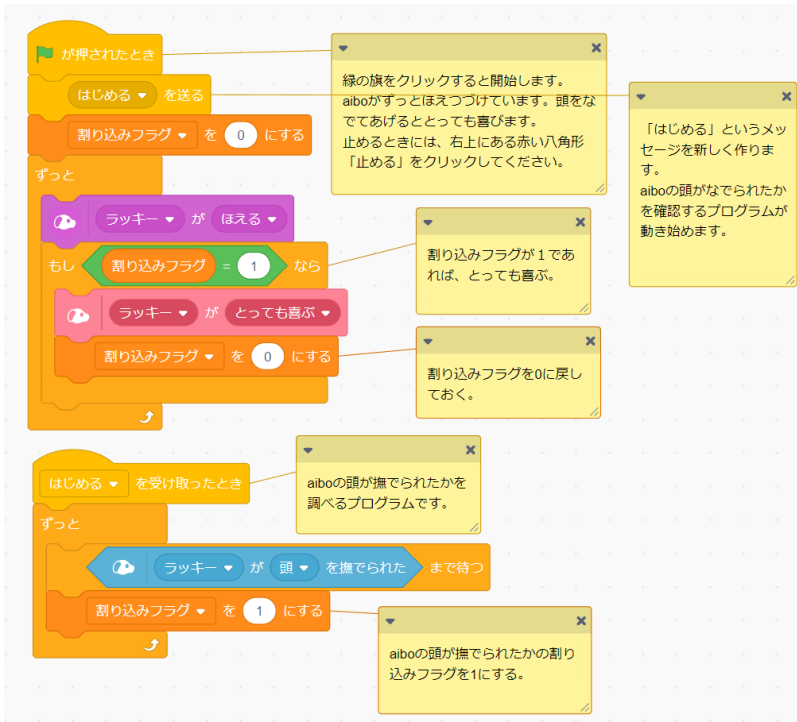 が押されたとき
はじめる を送る
割り込みフラグ を 0 にする
ずっと
ラッキー が ほえる
もし 割り込みフラグ = 1 なら
ラッキー が とっても喜ぶ
割り込みフラグ を 0 にする
緑の旗をクリックすると開始します。
aiboがずっとほえつづけています。頭をな
でてあげるととっても喜びます。
止めるときには、右上にある赤い八角形
「止める」をクリックしてください。
「はじめる」というメッ
セージを新しく作りま
す。
aiboの頭がなでられたか
を確認するプログラムが
動き始めます。
割り込みフラグが１であ
れば、とっても喜ぶ。
割り込みフラグを0に戻し
ておく。
はじめる を受け取ったとき
ずっと
ラッキー が 頭 を撫でられた まで待つ
割り込みフラグ を 1 にする
aiboの頭が撫でられたかを
調べるプログラムです。
aiboの頭が撫でられたかの割り
込みフラグを1にする。